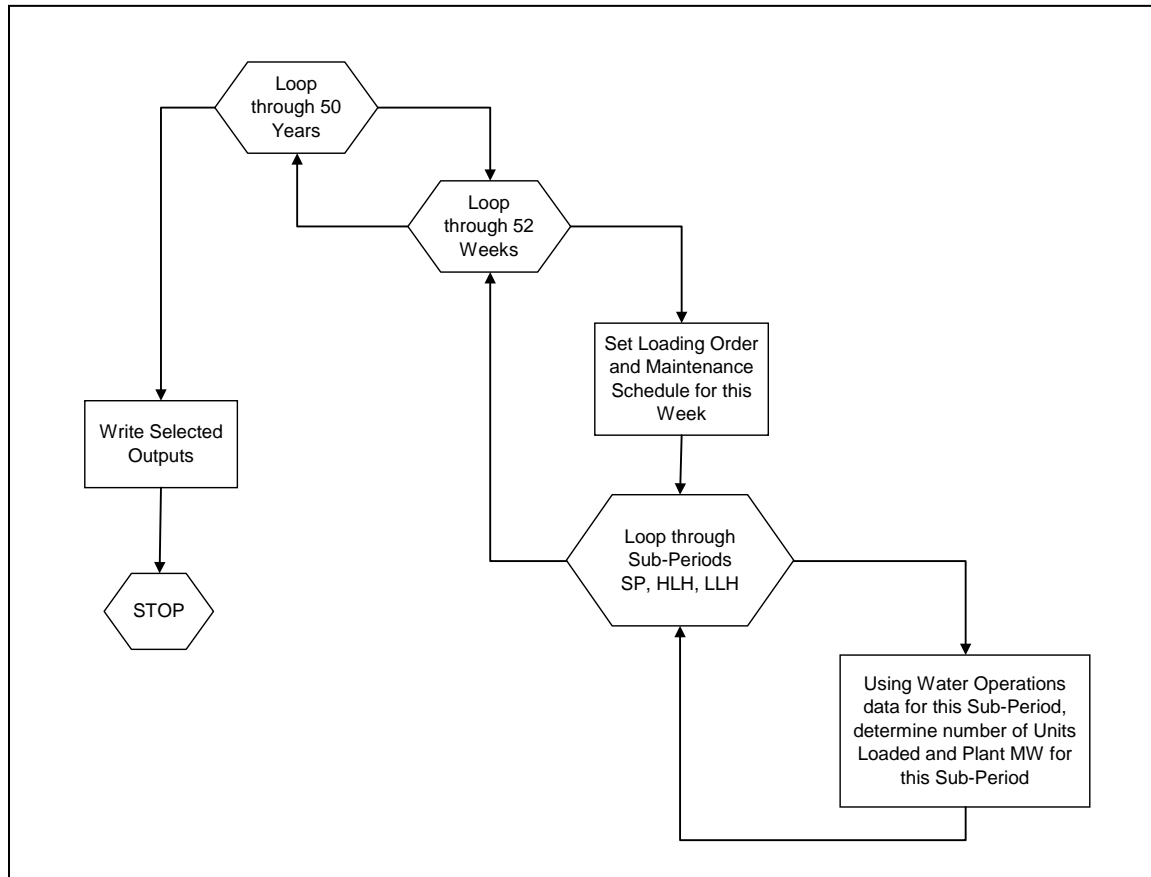 Loop
through 50
Years
Loop
through 52
Weeks
Set Loading Order
and Maintenance
Schedule for this
Week
Write Selected
Outputs
Loop through
Sub-Periods
SP, HLH, LLH
STOP
Using Water Operations
data for this Sub-Period,
determine number of Units
Loaded and Plant MW for
this Sub-Period